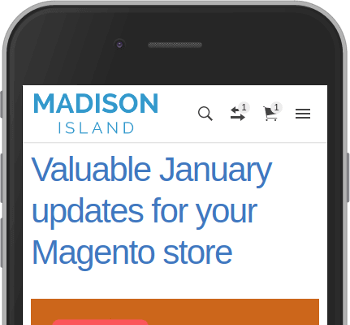 MADISON
ISLAND
1
1
Valuable January
updates for your
Magento store